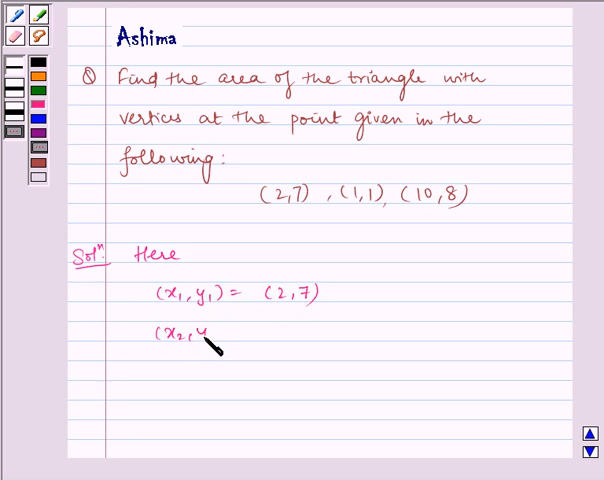 Ashima
Q Find the area of the triangle with
vertices at the point given in the
following:
(2,7) , (1,1), (10,8)
Solⁿ. Here
(x₁, y₁) = (2,7)
(x₂, y